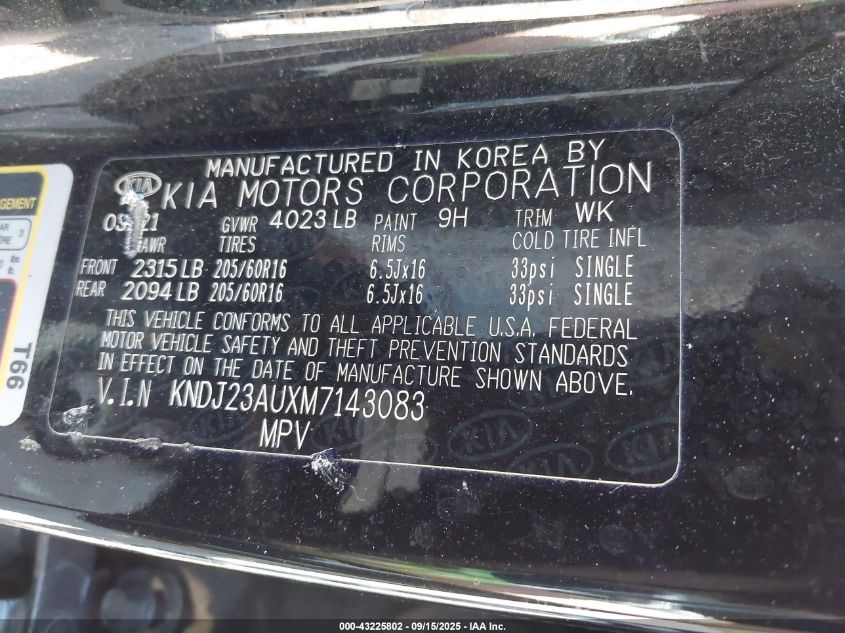 MANUFACTURED IN KOREA BY
KIA KIA MOTORS CORPORATION
GVWR 4023 LB PAINT 9H TRIM WK
TIRES RIMS COLD TIRE INFL
FRONT 2315 LB 205/60R16 6.5Jx16 33psi SINGLE
REAR 2094 LB 205/60R16 6.5Jx16 33psi SINGLE
THIS VEHICLE CONFORMS TO ALL APPLICABLE U.S.A. FEDERAL
MOTOR VEHICLE SAFETY AND THEFT PREVENTION STANDARDS
IN EFFECT ON THE DATE OF MANUFACTURE SHOWN ABOVE.
V.I.N KNDJ23AUXM7143083
MPV
T66
000-43225802 - 09/15/2025 - IAA Inc.